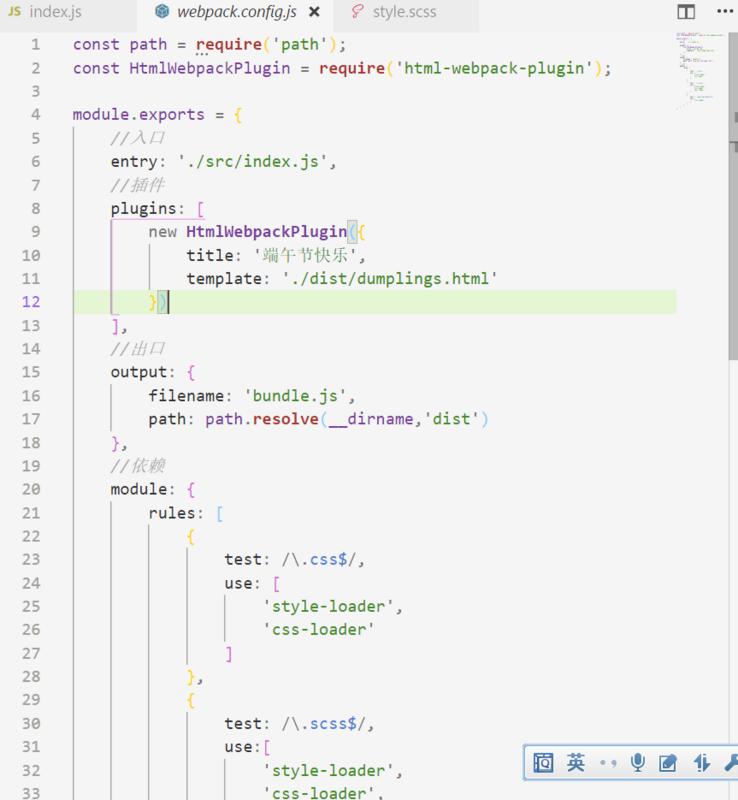 JS index.js webpack.config.js × style.scss
1 const path = require('path');
2 const HtmlWebpackPlugin = require('html-webpack-plugin');
3
4 module.exports = {
5 //入口
6 entry: './src/index.js',
7 //插件
8 plugins: [
9 new HtmlWebpackPlugin({
10 title: '端午节快乐',
11 template: './dist/dumplings.html'
12 })
13 ],
14 //出口
15 output: {
16 filename: 'bundle.js',
17 path: path.resolve(__dirname,'dist')
18 },
19 //依赖
20 module: {
21 rules: [
22 {
23 test: /\.css$/,
24 use: [
25 'style-loader',
26 'css-loader'
27 ]
28 },
29 {
30 test: /\.scss$/,
31 use:[
32 'style-loader',
33 'css-loader',
英